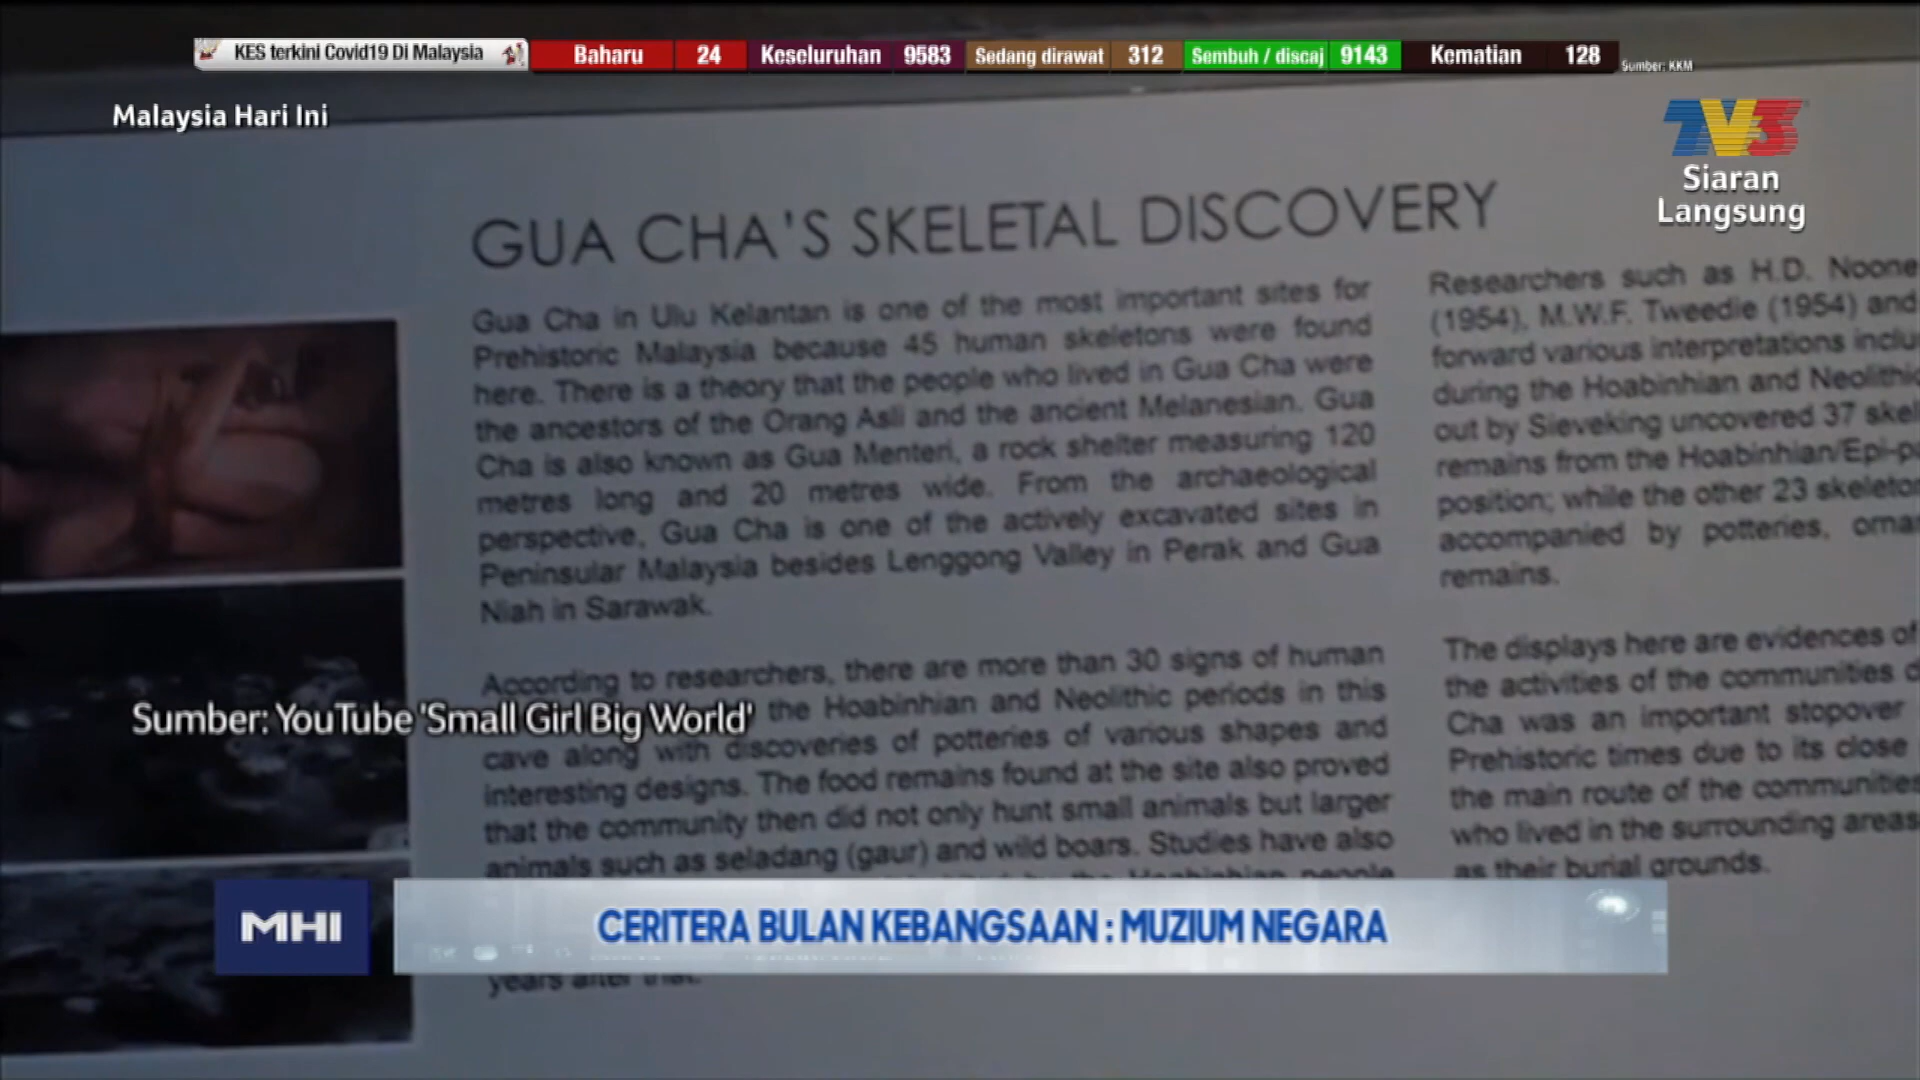 KES terkini Covid19 Di Malaysia Baharu 24 Keseluruhan 9583 Sedang dirawat 312 Sembuh / discaj 9143 Kematian 128 Sumber: KKM
Malaysia Hari Ini
TV3
Siaran
Langsung
GUA CHA'S SKELETAL DISCOVERY
Gua Cha in Ulu Kelantan is one of the most important sites for
Prehistoric Malaysia because 45 human skeletons were found
here. There is a theory that the people who lived in Gua Cha were
the ancestors of the Orang Asli and the ancient Melanesian. Gua
Cha is also known as Gua Menteri, a rock shelter measuring 120
metres long and 20 metres wide. From the archaeological
perspective, Gua Cha is one of the actively excavated sites in
Peninsular Malaysia besides Lenggong Valley in Perak and Gua
Niah in Sarawak.
According to researchers, there are more than 30 signs of human
the Hoabinhian and Neolithic periods in this
cave along with discoveries of potteries of various shapes and
interesting designs. The food remains found at the site also proved
that the community then did not only hunt small animals but larger
animals such as seladang (gaur) and wild boars. Studies have also
the Hoabinhian people
years after that.
Researchers such as H.D. Noone
(1954), M.W.F. Tweedie (1954) and
forward various interpretations inclu
during the Hoabinhian and Neolithic
out by Sieveking uncovered 37 skel
remains from the Hoabinhian/Epi-pa
position; while the other 23 skeleton
accompanied by potteries, orna
remains.
The displays here are evidences of
the activities of the communities d
Cha was an important stopover
Prehistoric times due to its close
the main route of the communities
who lived in the surrounding areas
as their burial grounds.
Sumber: YouTube 'Small Girl Big World'
MHI
CERITERA BULAN KEBANGSAAN : MUZIUM NEGARA